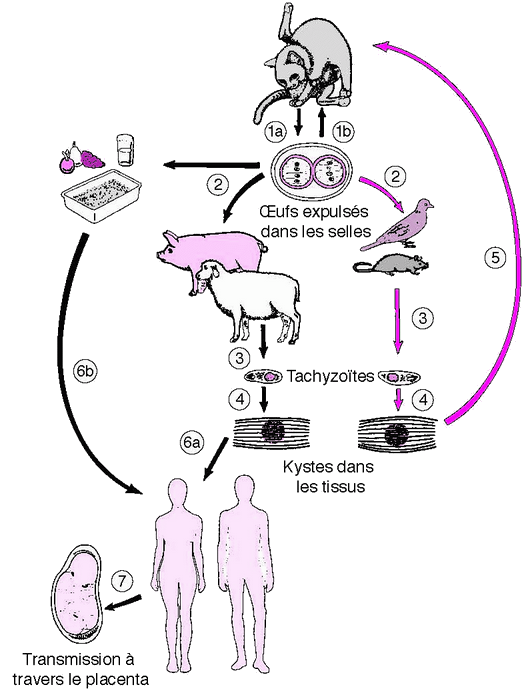 1a
1b
2
2
Œufs expulsés
dans les selles
5
3
3
Tachyzoïtes
4
4
6b
6a
Kystes dans
les tissus
7
Transmission à
travers le placenta